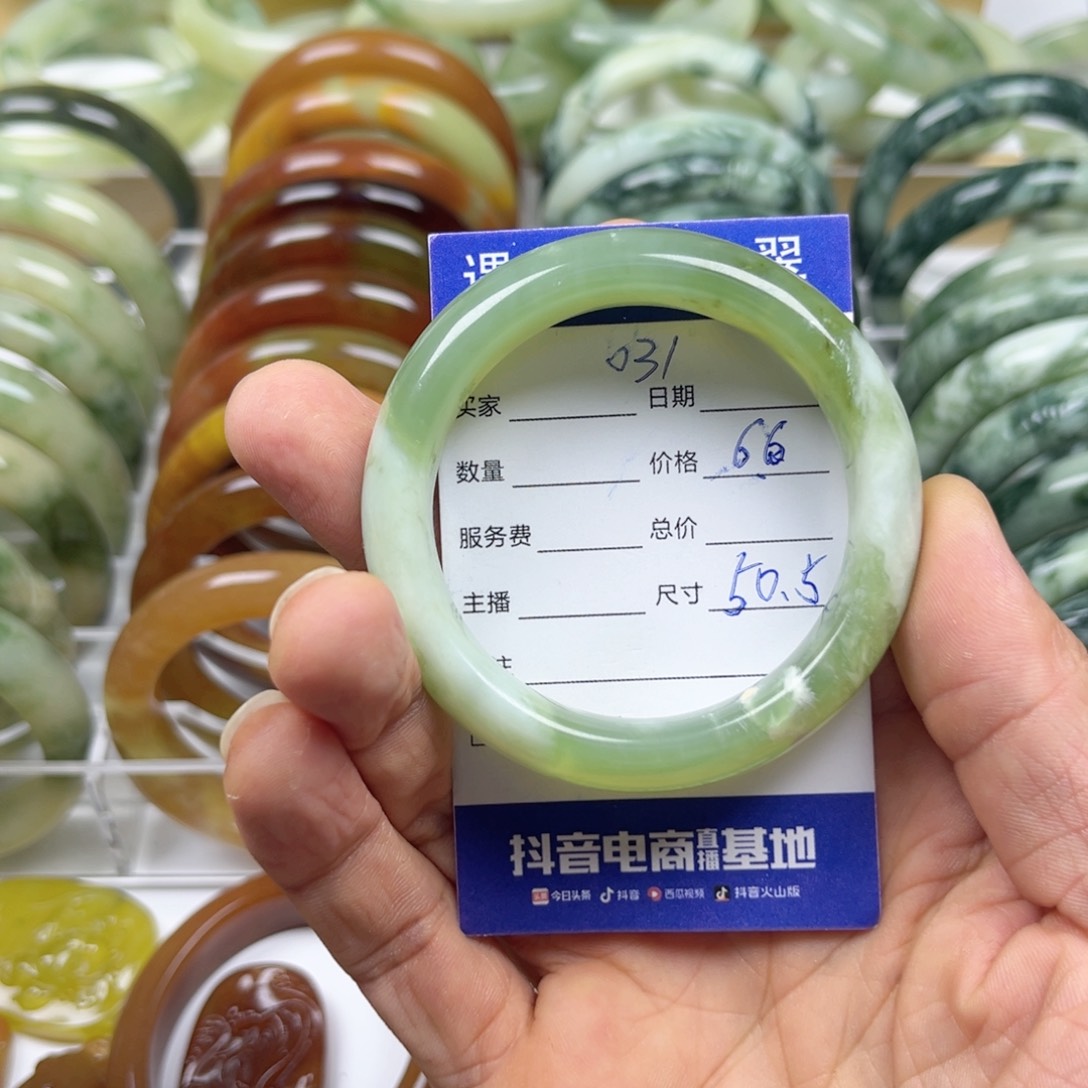 翠
031
买家 日期
数量 价格 66
服务费 总价
主播 尺寸 50.5
抖音电商直播基地
今日头条 抖音 西瓜视频 抖音火山版